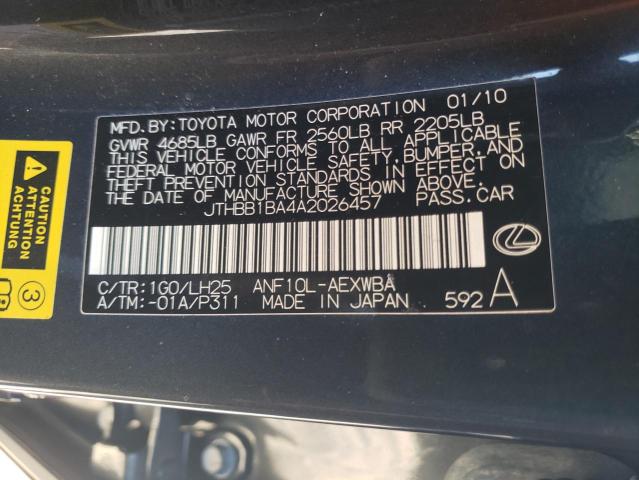 MFD.BY:TOYOTA MOTOR CORPORATION 01/10
GVWR 4685LB GAWR FR 2560LB RR 2205LB
THIS VEHICLE CONFORMS TO ALL APPLICABLE
FEDERAL MOTOR VEHICLE SAFETY,BUMPER,AND
THEFT PREVENTION STANDARDS IN EFFECT ON
THE DATE OF MANUFACTURE SHOWN ABOVE.
JTHBB1BA4A2026457 PASS.CAR
C/TR:1G0/LH25 ANF10L-AEXWBA
A/TM:-01A/P311 MADE IN JAPAN 592 A
ACHTUNG
3